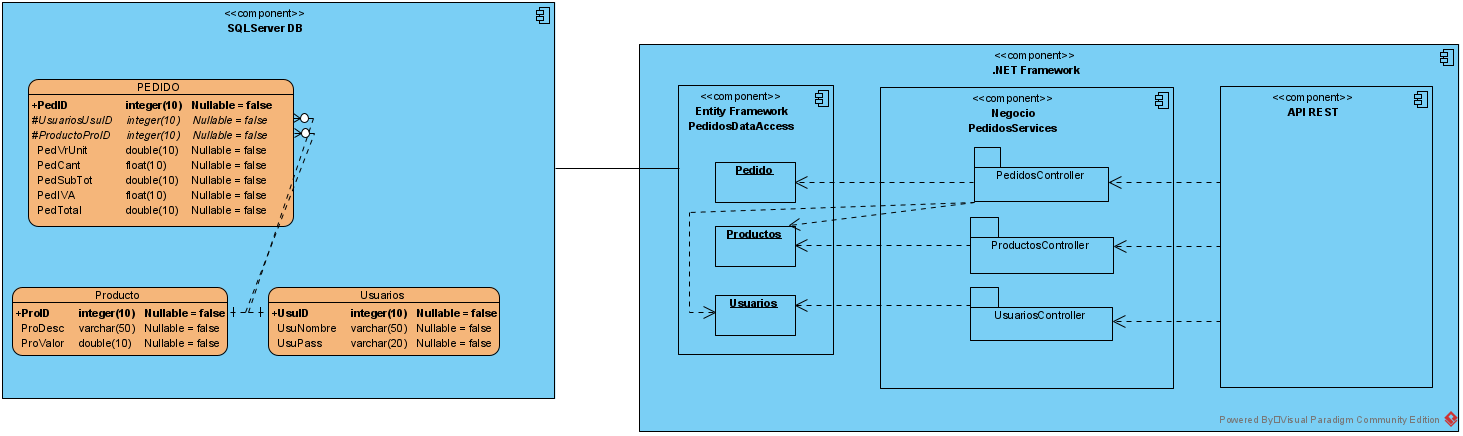 <<component>>
SQLServer DB
PEDIDO
+PedID integer(10) Nullable = false
#UsuariosUsuID integer(10) Nullable = false
#ProductoProID integer(10) Nullable = false
PedVrUnit double(10) Nullable = false
PedCant float(10) Nullable = false
PedSubTot double(10) Nullable = false
PedIVA float(10) Nullable = false
PedTotal double(10) Nullable = false
Producto
+ProID integer(10) Nullable = false
ProDesc varchar(50) Nullable = false
ProValor double(10) Nullable = false
Usuarios
+UsuID integer(10) Nullable = false
UsuNombre varchar(50) Nullable = false
UsuPass varchar(20) Nullable = false
<<component>>
.NET Framework
<<component>>
Entity Framework
PedidosDataAccess
Pedido
Productos
Usuarios
<<component>>
Negocio
PedidosServices
PedidosController
ProductosController
UsuariosController
<<component>>
API REST
Powered By Visual Paradigm Community Edition